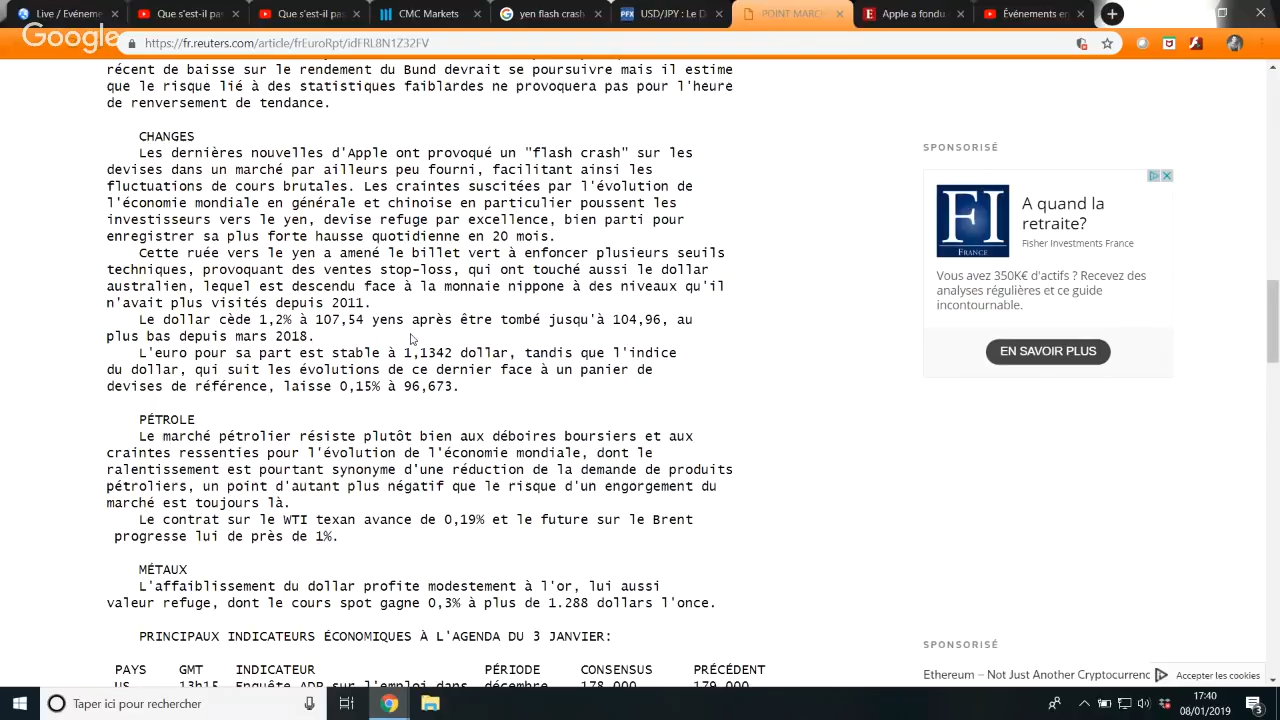 Live / Événemen
Qu'est-il pas
Qu'est-il pas
CMC Markets
yen flash crash
USD/JPY : Le D
POINT MARCH
Apple a fondu
Événements en
Google
https://fr.reuters.com/article/frEuroRpt/idFRL8N1Z32FV
récent de baisse sur le rendement du Bund devrait se poursuivre mais il estime
que le risque lié à des statistiques faiblardes ne provoquera pas pour l'heure
de renversement de tendance.
CHANGES
Les dernières nouvelles d'Apple ont provoqué un "flash crash" sur les
devises dans un marché par ailleurs peu fourni, facilitant ainsi les
fluctuations de cours brutales. Les craintes suscitées par l'évolution de
l'économie mondiale en générale et chinoise en particulier poussent les
investisseurs vers le yen, devise refuge par excellence, bien parti pour
enregistrer sa plus forte hausse quotidienne en 20 mois.
Cette ruée vers le yen a amené le billet vert à enfoncer plusieurs seuils
techniques, provoquant des ventes stop-loss, qui ont touché aussi le dollar
australien, lequel est descendu face à la monnaie nippone à des niveaux qu'il
n'avait plus visités depuis 2011.
Le dollar cède 1,2% à 107,54 yens après être tombé jusqu'à 104,96, au
plus bas depuis mars 2018.
L'euro pour sa part est stable à 1,1342 dollar, tandis que l'indice
du dollar, qui suit les évolutions de ce dernier face à un panier de
devises de référence, laisse 0,15% à 96,673.
PÉTROLE
Le marché pétrolier résiste plutôt bien aux déboires boursiers et aux
craintes ressenties pour l'évolution de l'économie mondiale, dont le
ralentissement est pourtant synonyme d'une réduction de la demande de produits
pétroliers, un point d'autant plus négatif que le risque d'un engorgement du
marché est toujours là.
Le contrat sur le WTI texan avance de 0,19% et le future sur le Brent
progresse lui de près de 1%.
MÉTAUX
L'affaiblissement du dollar profite modestement à l'or, lui aussi
valeur refuge, dont le cours spot gagne 0,3% à plus de 1.288 dollars l'once.
PRINCIPAUX INDICATEURS ÉCONOMIQUES À L'AGENDA DU 3 JANVIER:
PAYS GMT INDICATEUR PÉRIODE CONSENSUS PRÉCÉDENT
US 13h15 Enquête ADP sur l'emploi dans décembre 178.000 179.000
SPONSORISÉ
FI
FRANCE
A quand la
retraite?
Fisher Investments France
Vous avez 350K€ d'actifs ? Recevez des
analyses régulières et ce guide
incontournable.
EN SAVOIR PLUS
SPONSORISÉ
Ethereum – Not Just Another Cryptocurrenc
Accepter les cookies
Taper ici pour rechercher
17:40
08/01/2019
3